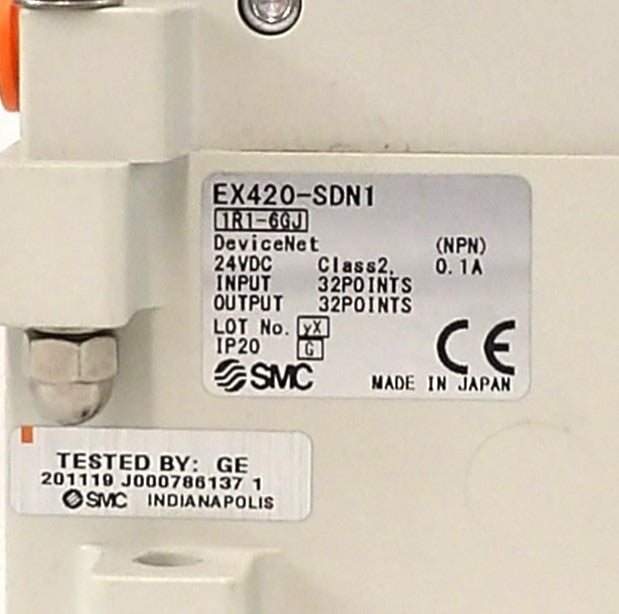 EX420-SDN1
1R1-6GJ
DeviceNet (NPN)
24VDC Class2, 0.1A
INPUT 32POINTS
OUTPUT 32POINTS
LOT No. yX
IP20 G
CE
SMC MADE IN JAPAN
TESTED BY: GE
201119 J000786137 1
SMC INDIANAPOLIS